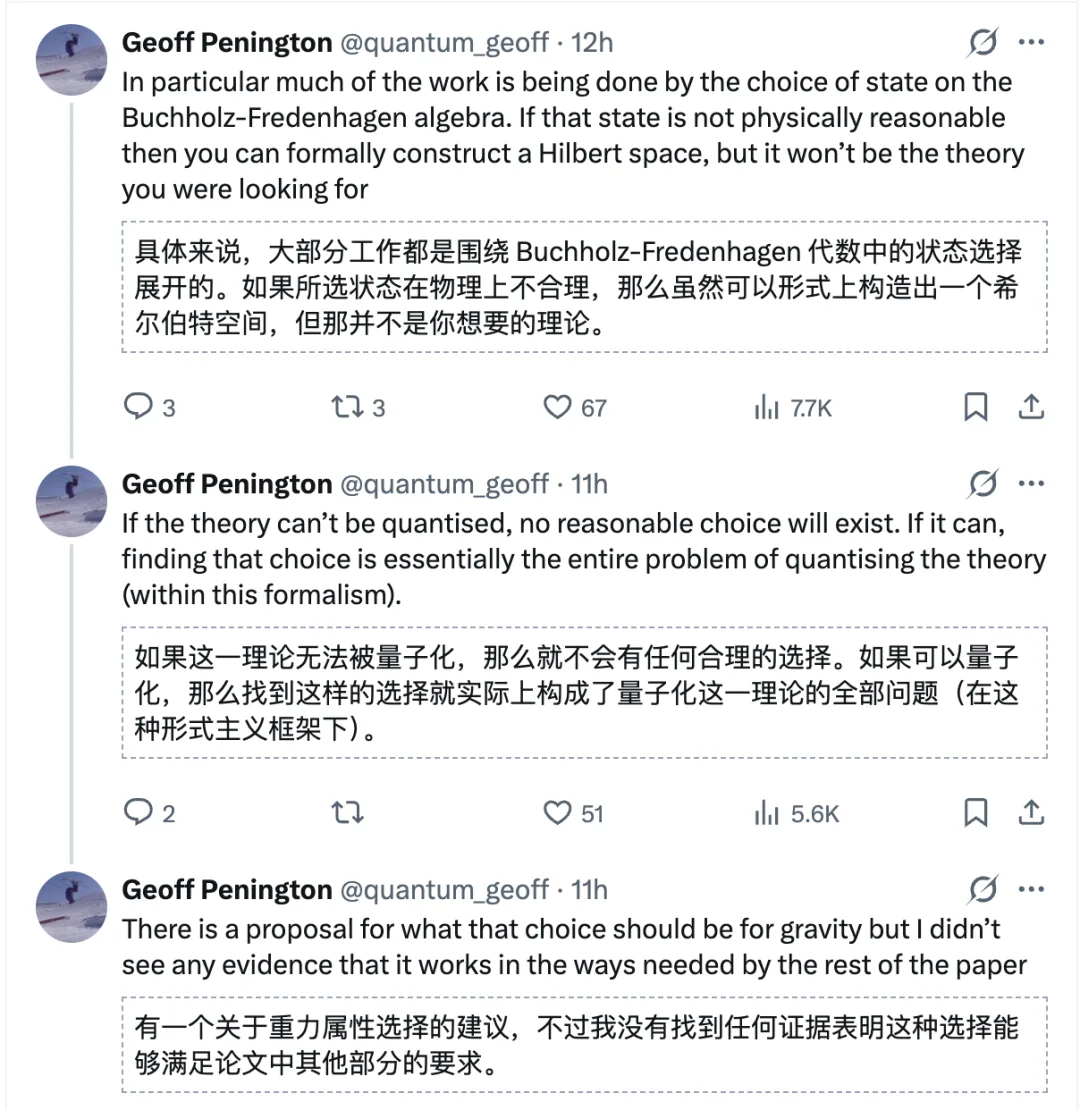 Geoff Penington @quantum_geoff · 12h
In particular much of the work is being done by the choice of state on the
Buchholz-Fredenhagen algebra. If that state is not physically reasonable
then you can formally construct a Hilbert space, but it won’t be the theory
you were looking for
具体来说，大部分工作都是围绕 Buchholz-Fredenhagen 代数中的状态选择
展开的。如果所选状态在物理上不合理，那么虽然可以形式上构造出一个希
尔伯特空间，但那并不是你想要的理论。
3 3 67 7.7K
Geoff Penington @quantum_geoff · 11h
If the theory can’t be quantised, no reasonable choice will exist. If it can,
finding that choice is essentially the entire problem of quantising the theory
(within this formalism).
如果这一理论无法被量子化，那么就不会有任何合理的选择。如果可以量子
化，那么找到这样的选择就实际上构成了量子化这一理论的全部问题（在这
种形式主义框架下）。
2 51 5.6K
Geoff Penington @quantum_geoff · 11h
There is a proposal for what that choice should be for gravity but I didn’t
see any evidence that it works in the ways needed by the rest of the paper
有一个关于重力属性选择的建议，不过我没有找到任何证据表明这种选择能
够满足论文中其他部分的要求。